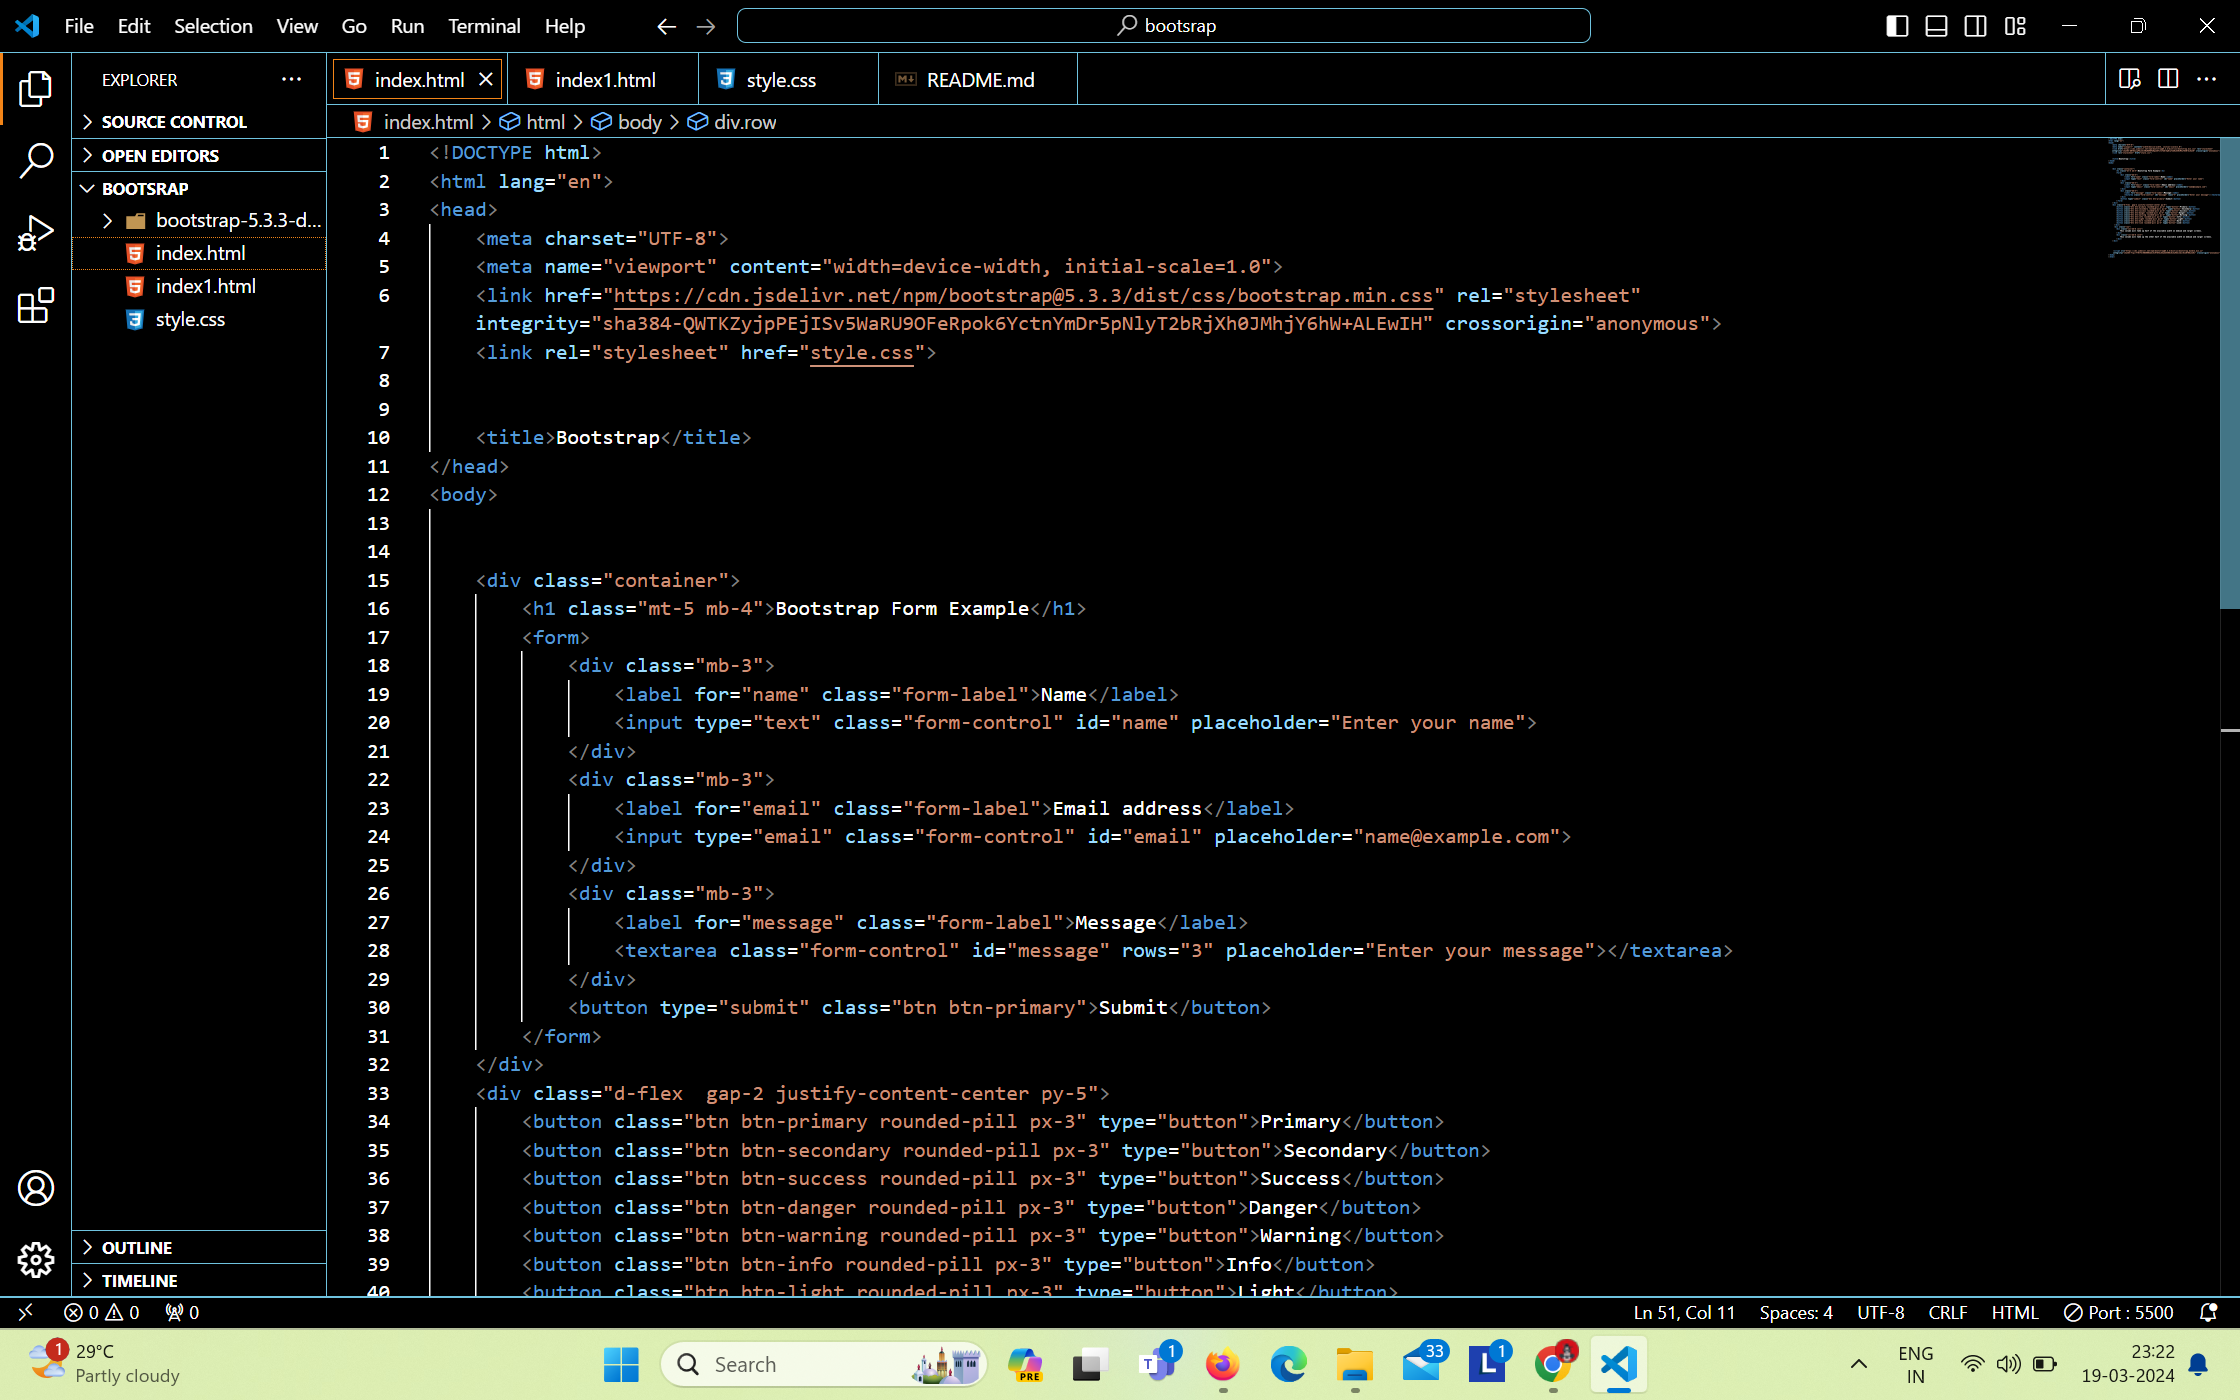 File Edit Selection View Go Run Terminal Help
bootsrap
EXPLORER
SOURCE CONTROL
OPEN EDITORS
BOOTSRAP
bootstrap-5.3.3-d...
index.html
index1.html
style.css
OUTLINE
TIMELINE
index.html index1.html style.css README.md
index.html > html > body > div.row
1 <!DOCTYPE html>
2 <html lang="en">
3 <head>
4 <meta charset="UTF-8">
5 <meta name="viewport" content="width=device-width, initial-scale=1.0">
6 <link href="https://cdn.jsdelivr.net/npm/bootstrap@5.3.3/dist/css/bootstrap.min.css" rel="stylesheet"
integrity="sha384-QWTKZyjpPEjISv5WaRU9OFeRpok6YctnYmDr5pNlyT2bRjXh0JMhjY6hW+ALEwIH" crossorigin="anonymous">
7 <link rel="stylesheet" href="style.css">
8
9
10 <title>Bootstrap</title>
11 </head>
12 <body>
13
14
15 <div class="container">
16 <h1 class="mt-5 mb-4">Bootstrap Form Example</h1>
17 <form>
18 <div class="mb-3">
19 <label for="name" class="form-label">Name</label>
20 <input type="text" class="form-control" id="name" placeholder="Enter your name">
21 </div>
22 <div class="mb-3">
23 <label for="email" class="form-label">Email address</label>
24 <input type="email" class="form-control" id="email" placeholder="name@example.com">
25 </div>
26 <div class="mb-3">
27 <label for="message" class="form-label">Message</label>
28 <textarea class="form-control" id="message" rows="3" placeholder="Enter your message"></textarea>
29 </div>
30 <button type="submit" class="btn btn-primary">Submit</button>
31 </form>
32 </div>
33 <div class="d-flex  gap-2 justify-content-center py-5">
34 <button class="btn btn-primary rounded-pill px-3" type="button">Primary</button>
35 <button class="btn btn-secondary rounded-pill px-3" type="button">Secondary</button>
36 <button class="btn btn-success rounded-pill px-3" type="button">Success</button>
37 <button class="btn btn-danger rounded-pill px-3" type="button">Danger</button>
38 <button class="btn btn-warning rounded-pill px-3" type="button">Warning</button>
39 <button class="btn btn-info rounded-pill px-3" type="button">Info</button>
40 <button class="btn btn-light rounded-pill px-3" type="button">Light</button>
0 0 0 Ln 51, Col 11 Spaces: 4 UTF-8 CRLF HTML Port : 5500
1 29°C
Partly cloudy
Search
PRE
T 1
33
L 1
ENG
IN
23:22
19-03-2024